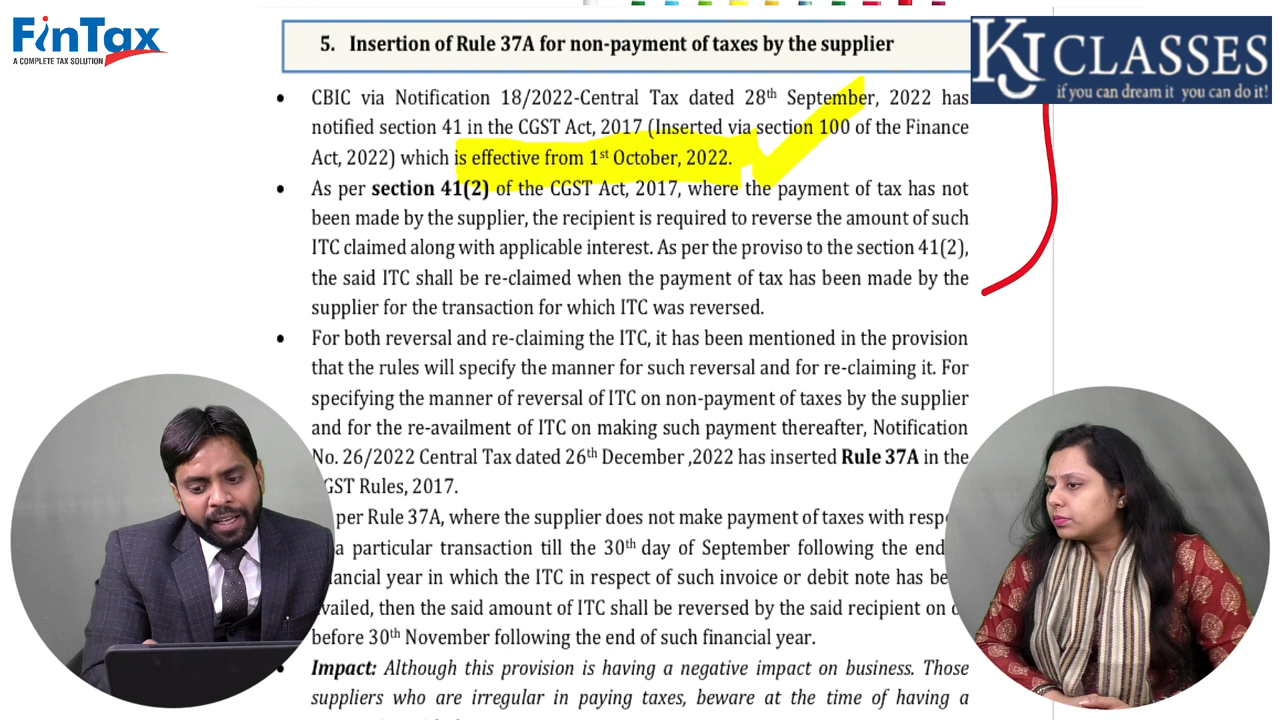 FinTax
A COMPLETE TAX SOLUTION
KJ CLASSES
if you can dream it you can do it!
5. Insertion of Rule 37A for non-payment of taxes by the supplier
• CBIC via Notification 18/2022-Central Tax dated 28th September, 2022 has
notified section 41 in the CGST Act, 2017 (Inserted via section 100 of the Finance
Act, 2022) which is effective from 1st October, 2022.
• As per section 41(2) of the CGST Act, 2017, where the payment of tax has not
been made by the supplier, the recipient is required to reverse the amount of such
ITC claimed along with applicable interest. As per the proviso to the section 41(2),
the said ITC shall be re-claimed when the payment of tax has been made by the
supplier for the transaction for which ITC was reversed.
• For both reversal and re-claiming the ITC, it has been mentioned in the provision
that the rules will specify the manner for such reversal and for re-claiming it. For
specifying the manner of reversal of ITC on non-payment of taxes by the supplier
and for the re-availment of ITC on making such payment thereafter, Notification
No. 26/2022 Central Tax dated 26th December ,2022 has inserted Rule 37A in the
GST Rules, 2017.
per Rule 37A, where the supplier does not make payment of taxes with
a particular transaction till the 30th day of September following the end
financial year in which the ITC in respect of such invoice or debit note has
availed, then the said amount of ITC shall be reversed by the said recipient on
before 30th November following the end of such financial year.
• Impact: Although this provision is having a negative impact on business. Those
suppliers who are irregular in paying taxes, beware at the time of having a